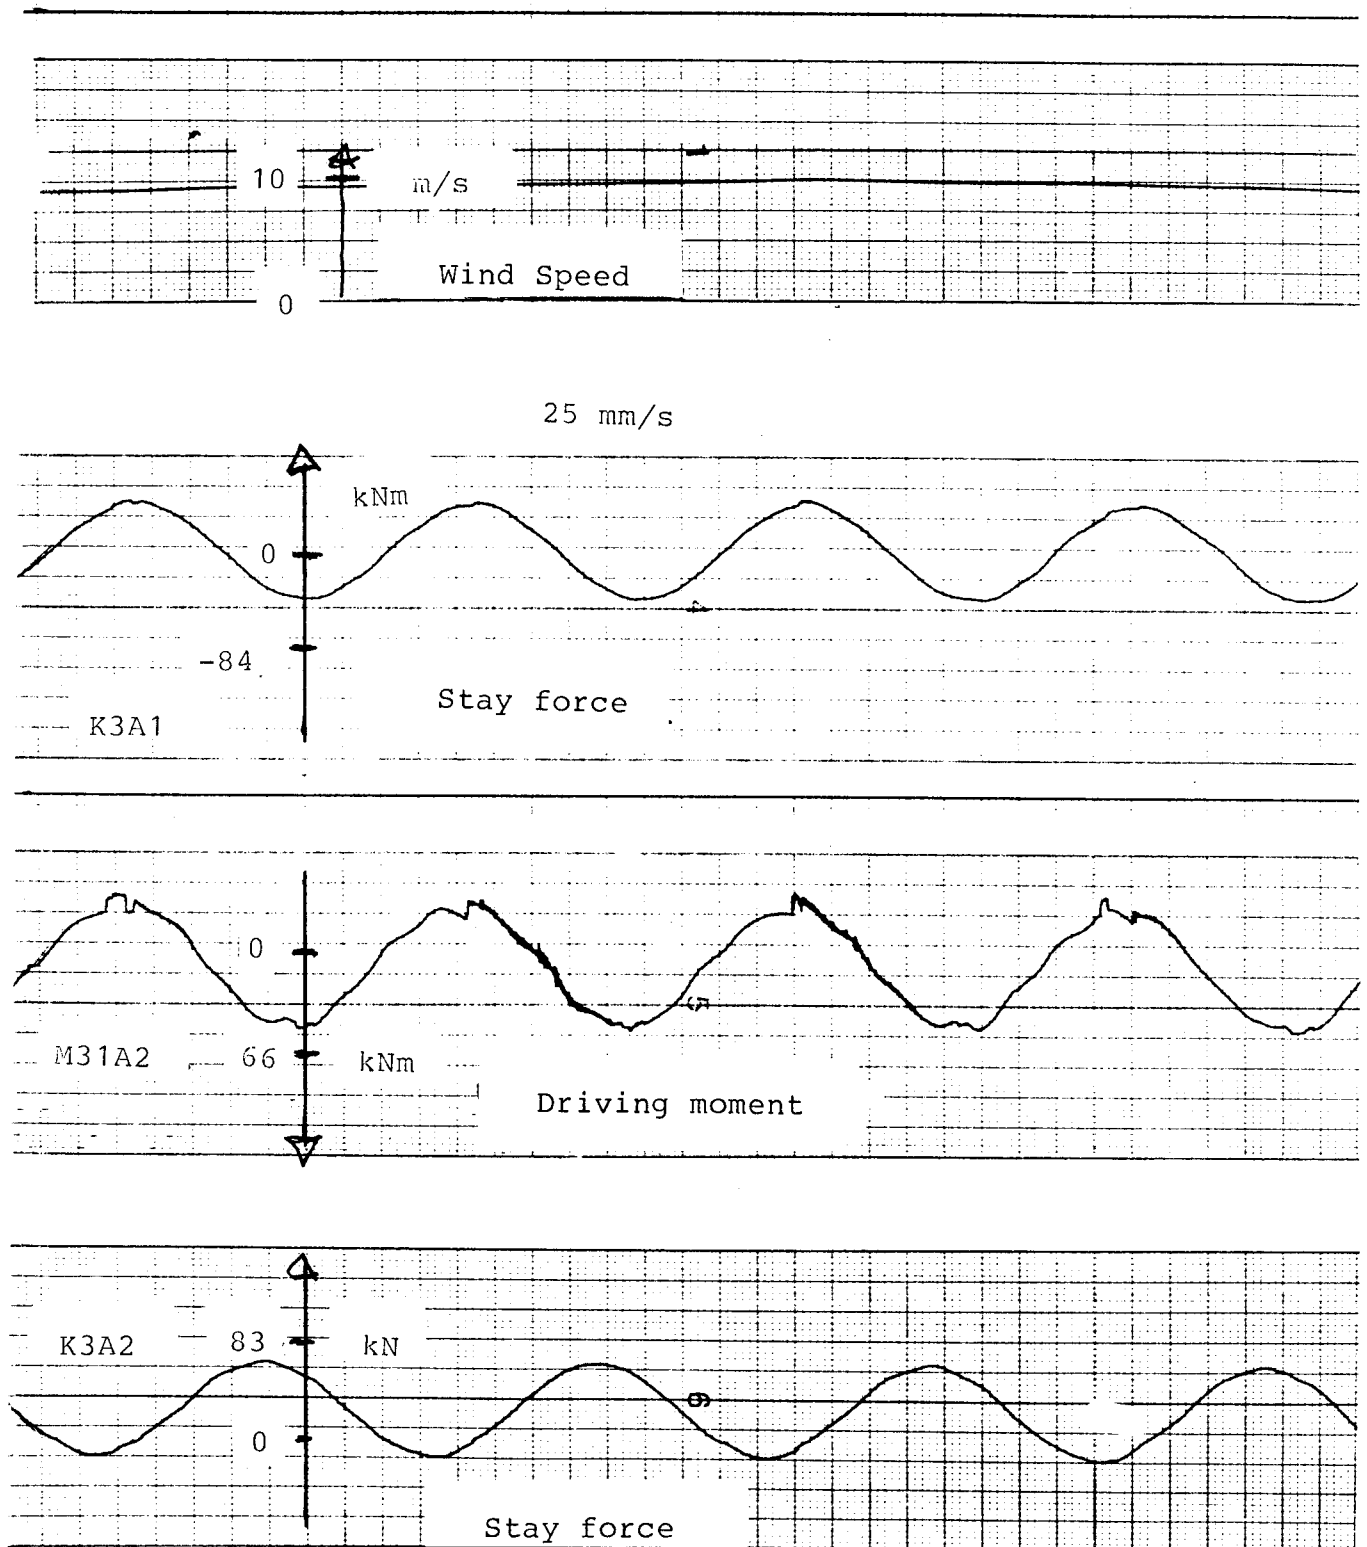 10
m/s
Wind Speed
0
25 mm/s
kNm
0
-84
Stay force
K3A1
0
M31A2 66 kNm
Driving moment
K3A2 83 kN
0
Stay force